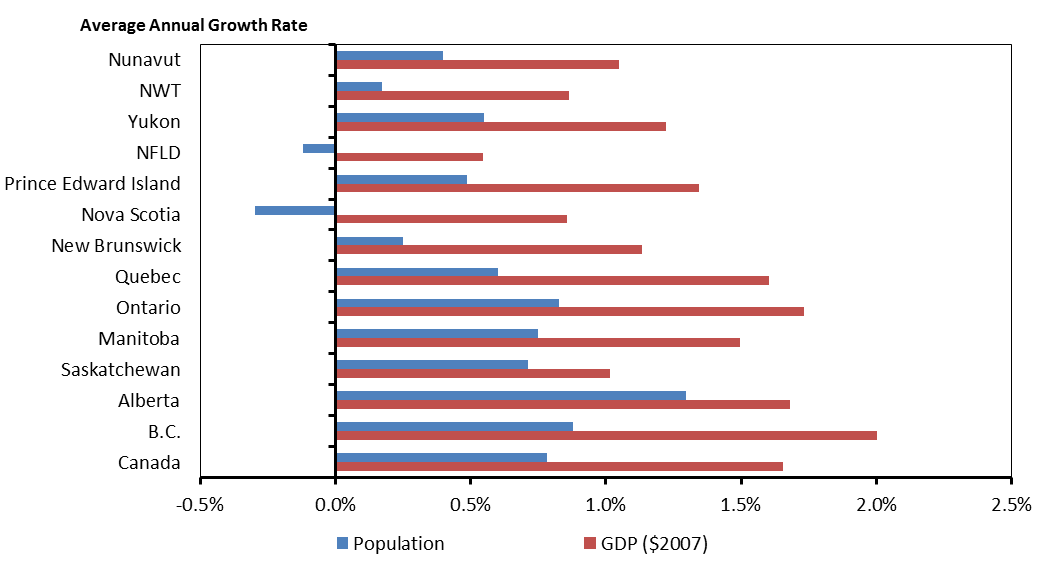 Average Annual Growth Rate
Nunavut
NWT
Yukon
NFLD
Prince Edward Island
Nova Scotia
New Brunswick
Quebec
Ontario
Manitoba
Saskatchewan
Alberta
B.C.
Canada
-0.5% 0.0% 0.5% 1.0% 1.5% 2.0% 2.5%
Population GDP ($2007)